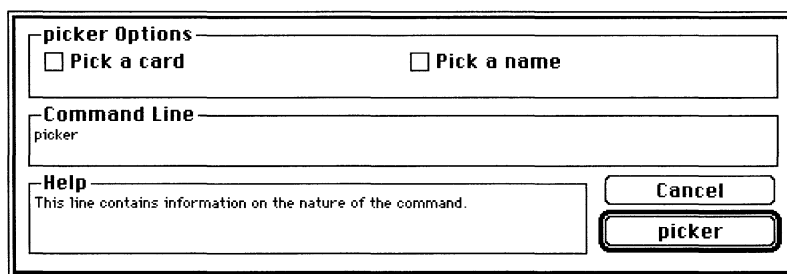 picker Options
Pick a card Pick a name
Command Line
picker
Help
This line contains information on the nature of the command.
Cancel
picker